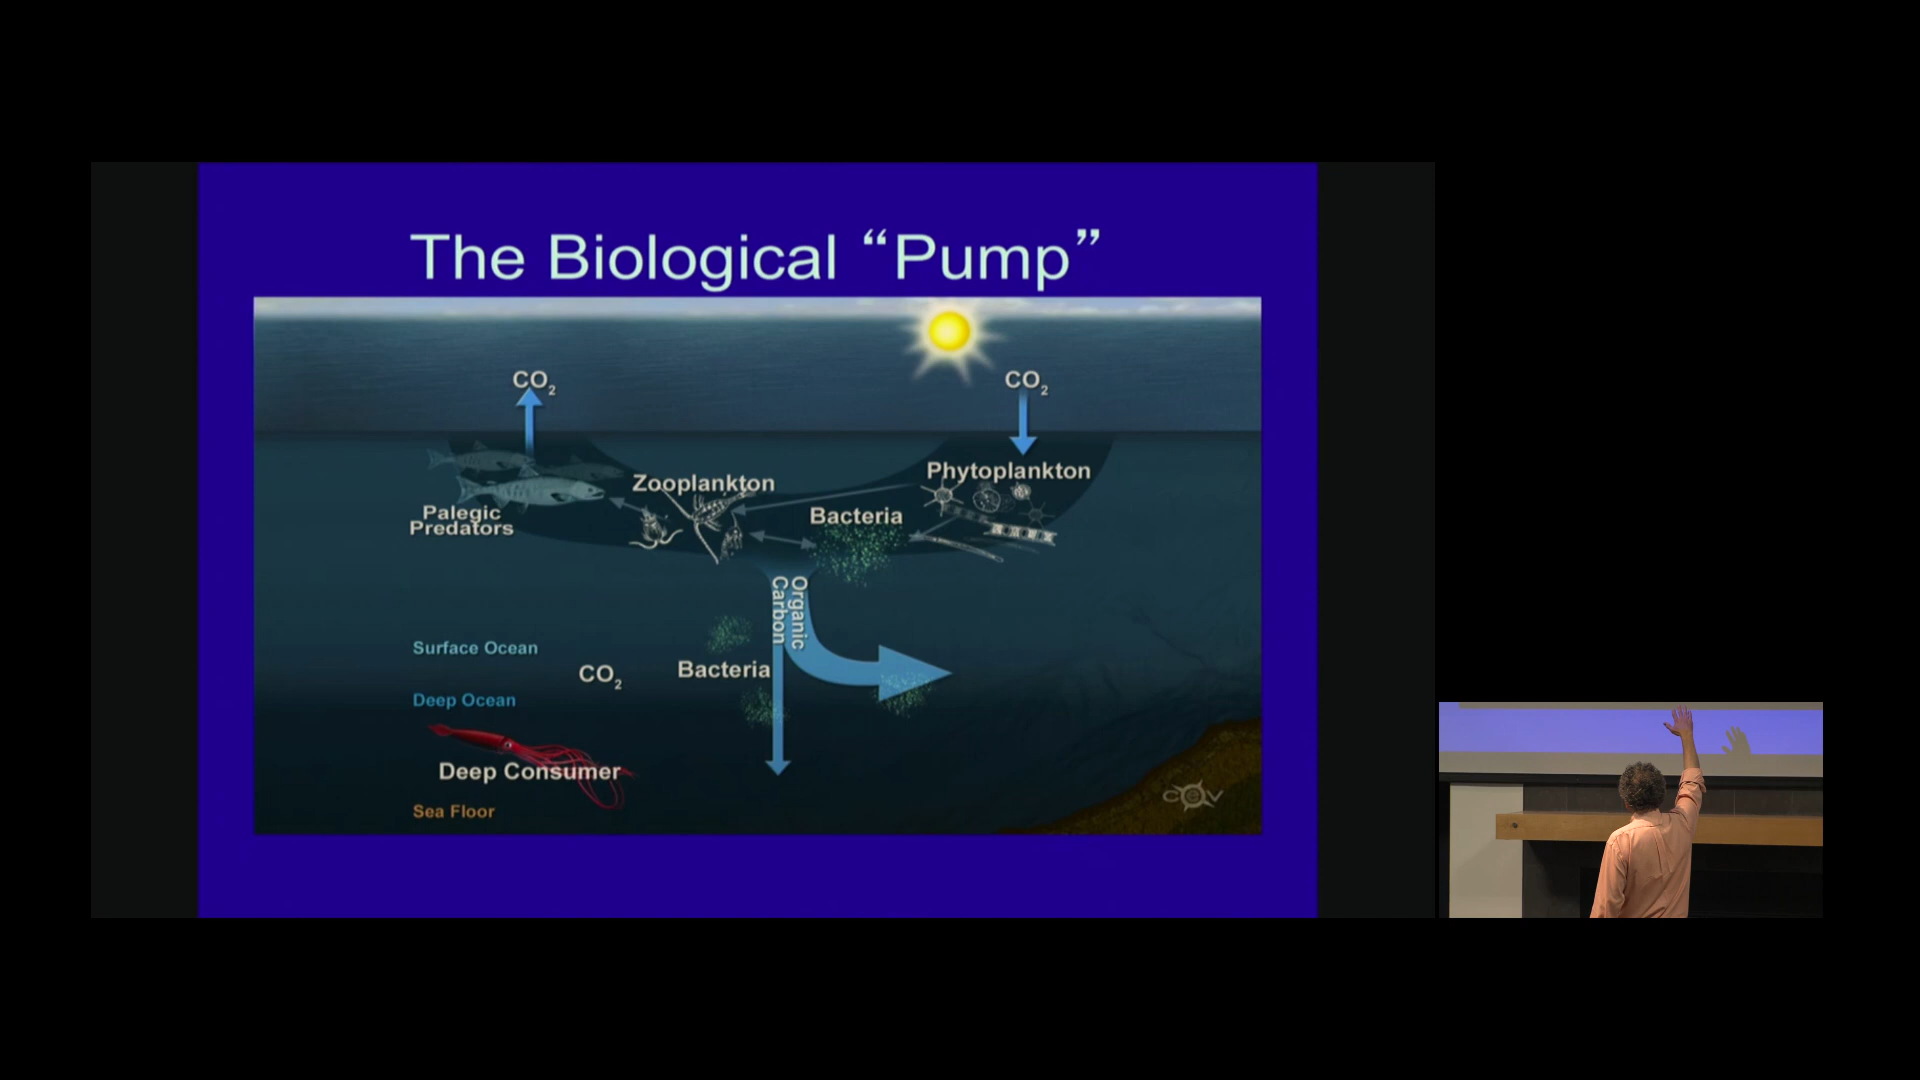 The Biological “Pump”
CO2
CO2
Zooplankton
Phytoplankton
Palegic
Predators
Bacteria
Organic
Carbon
Surface Ocean
CO2
Bacteria
Deep Ocean
Deep Consumer
Sea Floor
cev